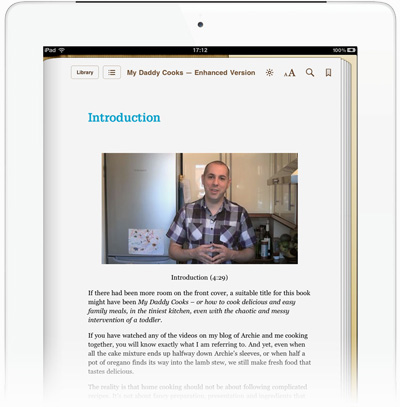 iPad 17:12 100%
Library My Daddy Cooks — Enhanced Version AA
Introduction
Introduction (4:29)
If there had been more room on the front cover, a suitable title for this book
might have been My Daddy Cooks – or how to cook delicious and easy
family meals, in the tiniest kitchen, even with the chaotic and messy
intervention of a toddler.
If you have watched any of the videos on my blog of Archie and me cooking
together, you will know exactly what I am referring to. And yet, even when
all the cake mixture ends up halfway down Archie's sleeves, or when half a
pot of oregano finds its way into the lamb stew, we still make fresh food that
tastes delicious.
The reality is that home cooking should not be about following complicated